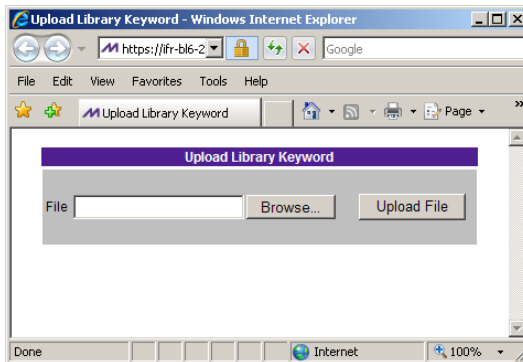 Upload Library Keyword - Windows Internet Explorer
https://ifr-bl6-2
Google
File Edit View Favorites Tools Help
Upload Library Keyword
Page
»
Upload Library Keyword
File Browse... Upload File
Done Internet 100%